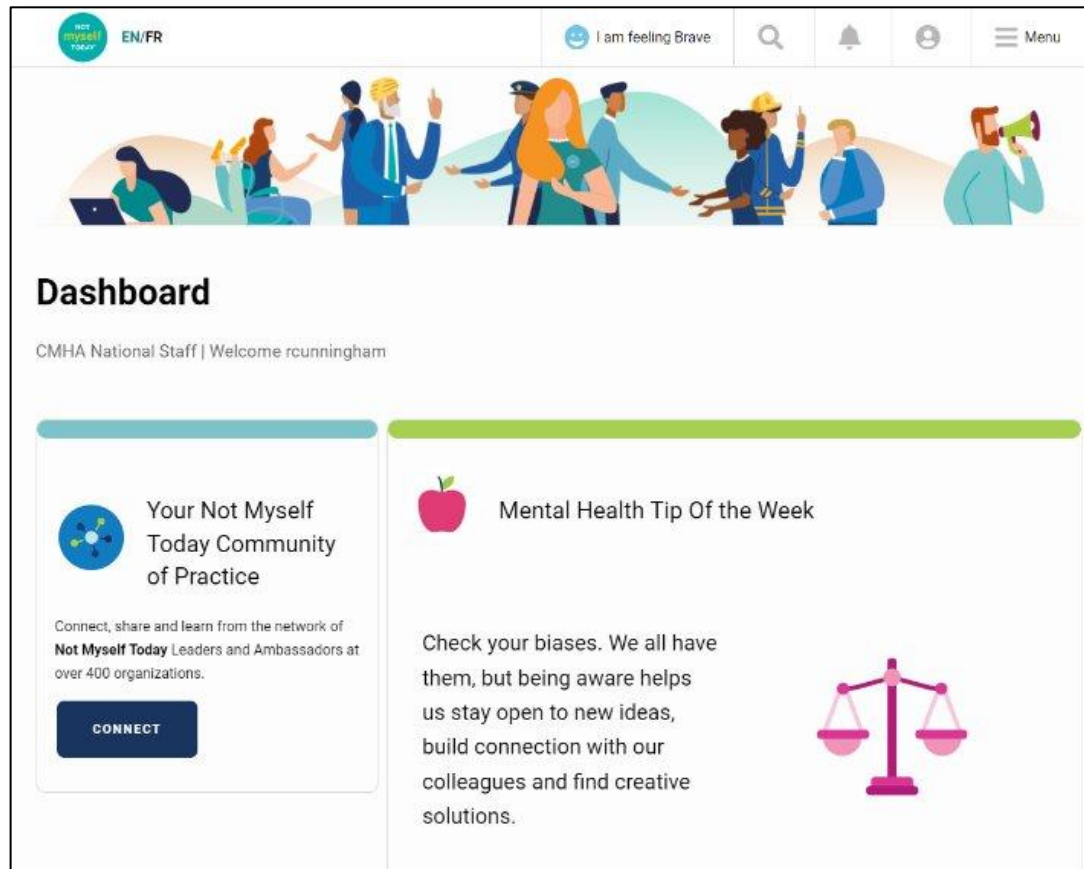 NOT
myself
TODAY
EN/FR
I am feeling Brave
Menu
Dashboard
CMHA National Staff | Welcome rcunningham
Your Not Myself
Today Community
of Practice
Connect, share and learn from the network of
Not Myself Today Leaders and Ambassadors at
over 400 organizations.
CONNECT
Mental Health Tip Of the Week
Check your biases. We all have
them, but being aware helps
us stay open to new ideas,
build connection with our
colleagues and find creative
solutions.